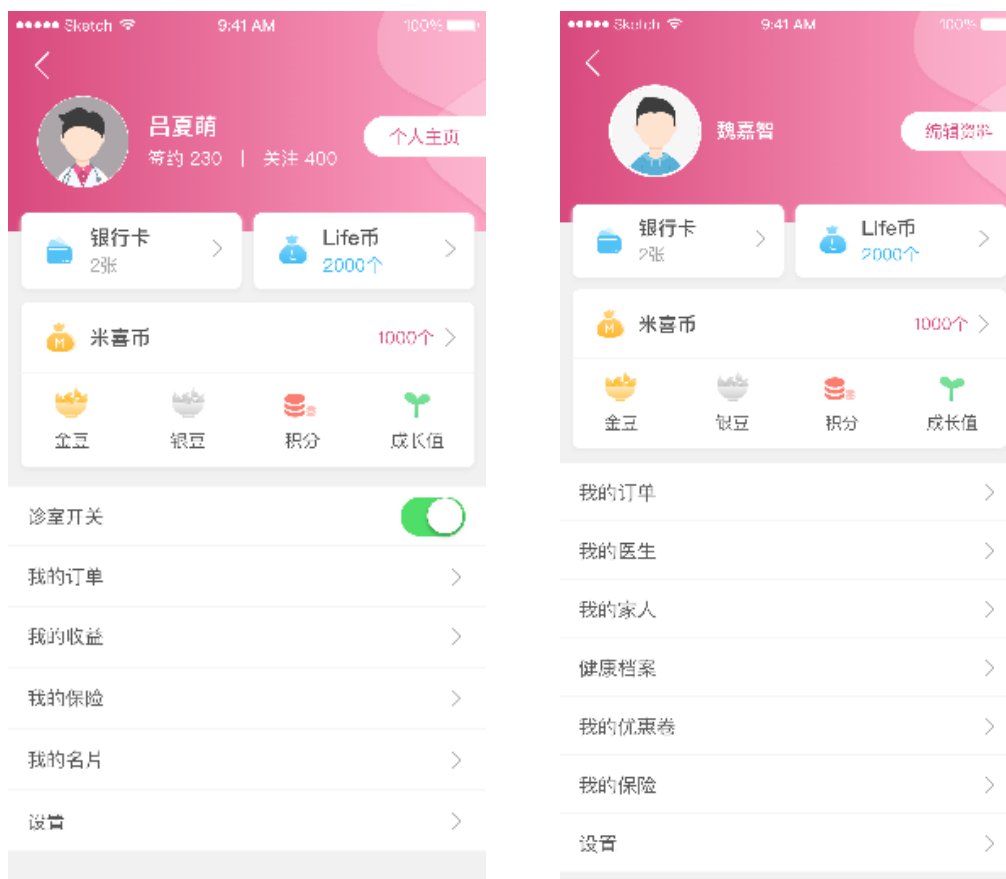 Sketch 9:41 AM 100%
吕夏萌
签约 230 | 关注 400
个人主页
银行卡
2张
Life币
2000个
M 米喜币 1000个
金豆 银豆 积分 成长值
诊室开关
我的订单
我的收益
我的保险
我的名片
设置
Sketch 9:41 AM 100%
魏嘉智
编辑资料
银行卡
2张
Life币
2000个
M 米喜币 1000个
金豆 银豆 积分 成长值
我的订单
我的医生
我的家人
健康档案
我的优惠卷
我的保险
设置